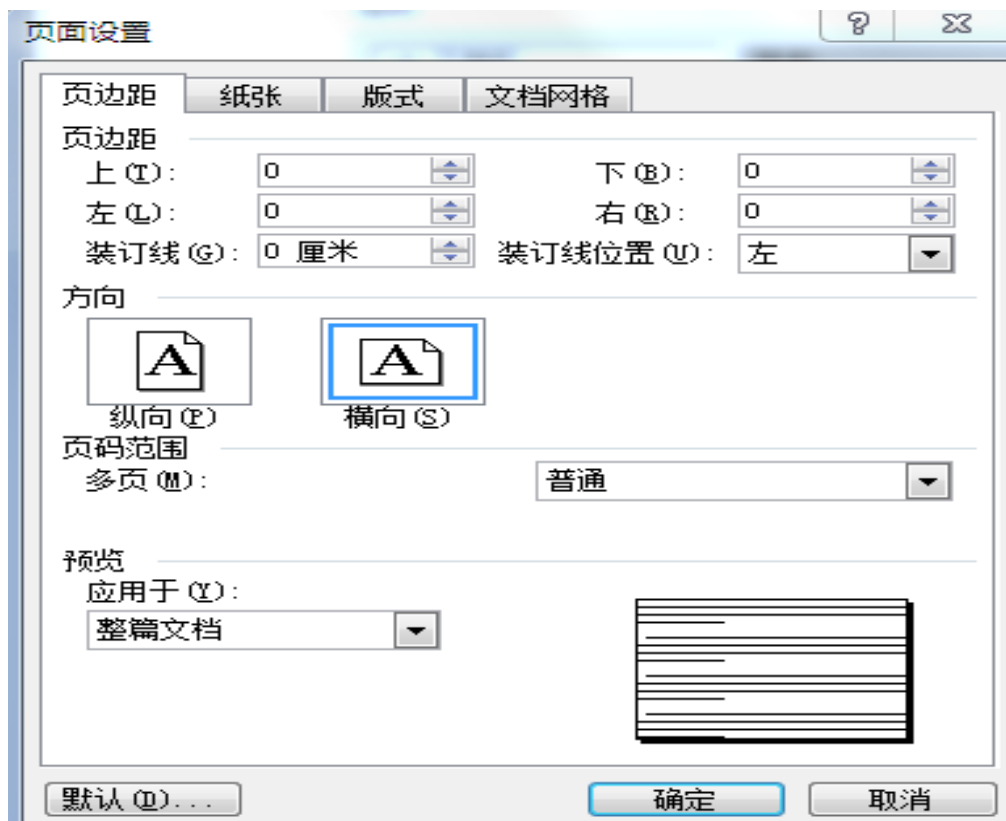 页面设置
页边距 纸张 版式 文档网格
页边距
上(T): 0 下(B): 0
左(L): 0 右(R): 0
装订线(G): 0 厘米 装订线位置(U): 左
方向
A A
纵向(P) 横向(S)
页码范围
多页(M): 普通
预览
应用于(Y):
整篇文档
默认(D)... 确定 取消